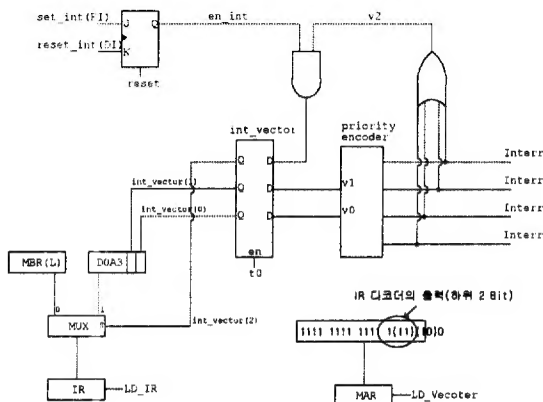 set_int(FI)
J
Q
en_int
v2
reset_int(DI)
K
reset
int_vector
priority
encoder
Q
D
Interr
int_vector(1)
Q
D
v1
Interr
int_vector(0)
Q
D
v0
Interr
Interr
en
t0
MBR(L)
D0A3
0
1
IR 디코더의 출력(하위 2 Bit)
MUX
int_vector(2)
1111 1111 1111
IR
LD_IR
MAR
LD_Vecoter